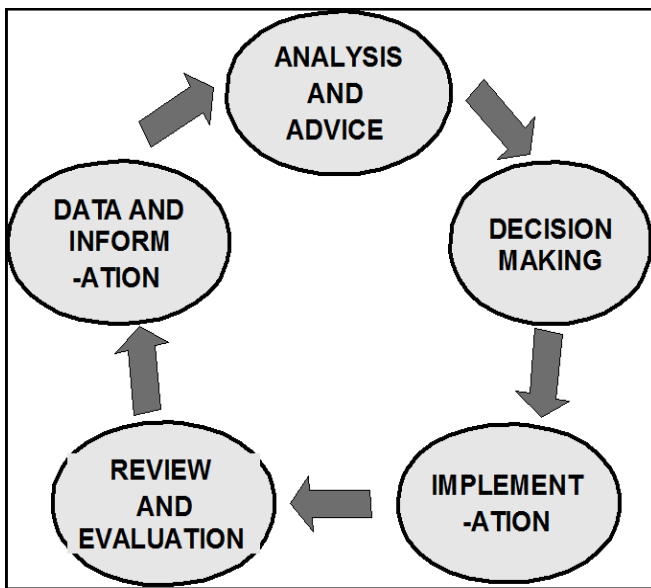 ANALYSIS
AND
ADVICE
DECISION
MAKING
IMPLEMENT
-ATION
REVIEW
AND
EVALUATION
DATA AND
INFORM
-ATION